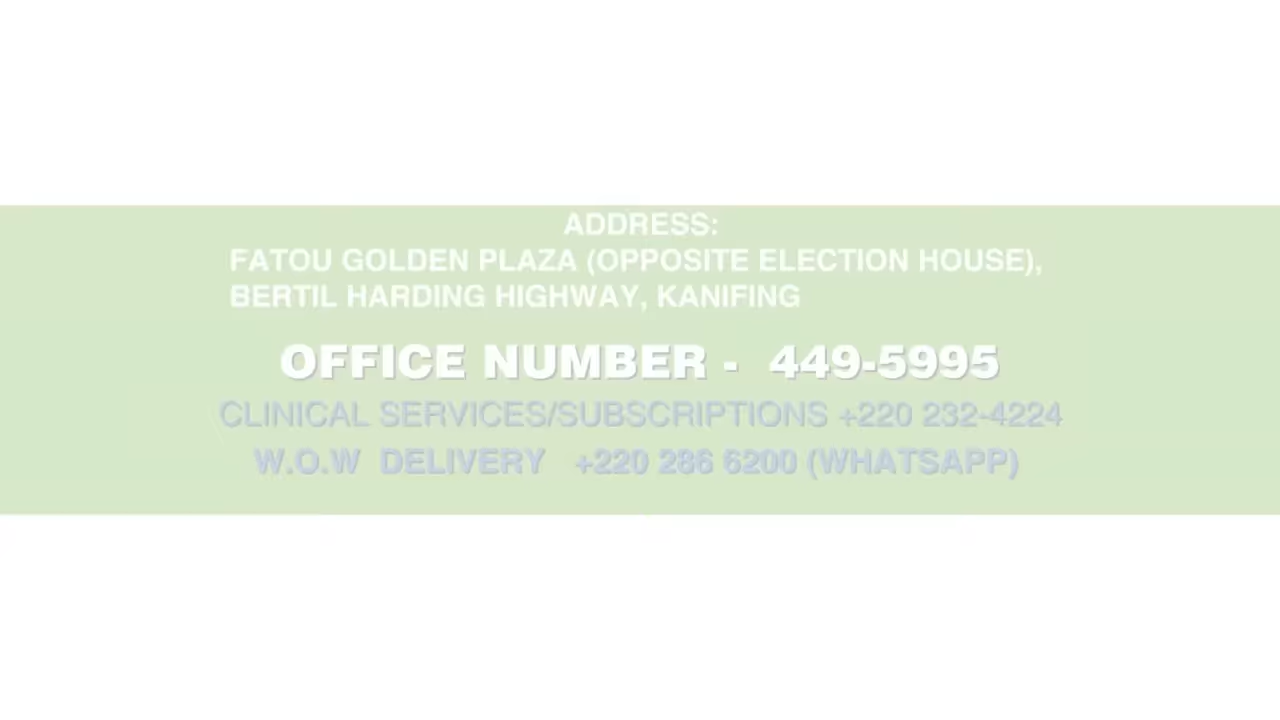 ADDRESS:
FATOU GOLDEN PLAZA (OPPOSITE ELECTION HOUSE),
BERTIL HARDING HIGHWAY, KANIFING
OFFICE NUMBER - 449-5995
CLINICAL SERVICES/SUBSCRIPTIONS +220 232-4224
W.O.W DELIVERY +220 286 6200 (WHATSAPP)